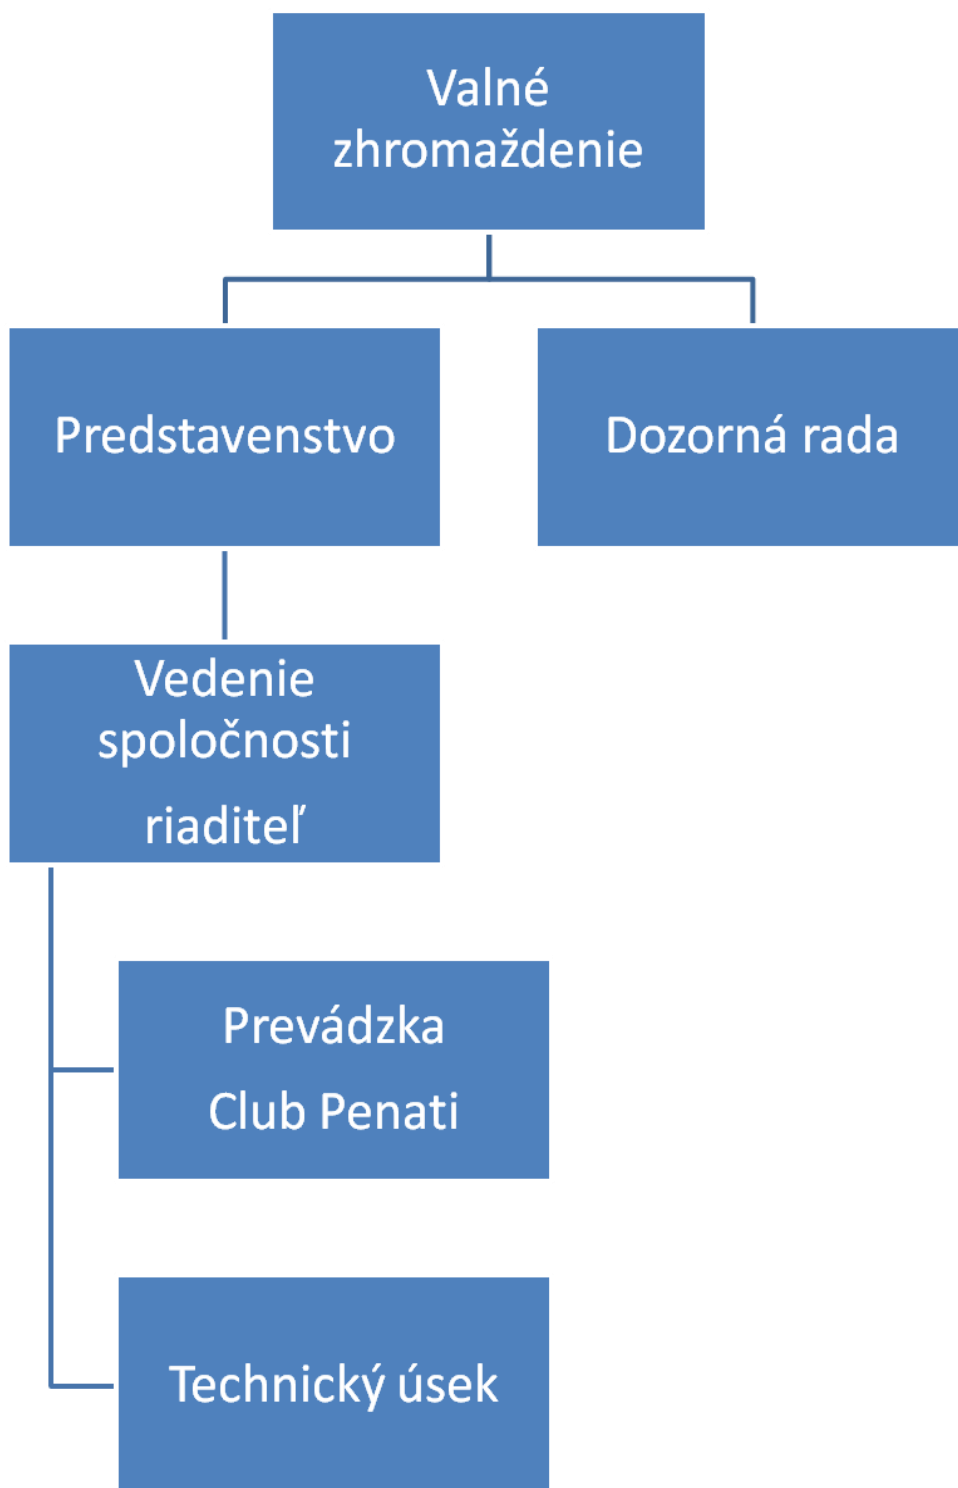 Valné
zhromaždenie
Predstavenstvo
Dozorná rada
Vedenie
spoločnosti
riaditeľ
Prevádzka
Club Penati
Technický úsek